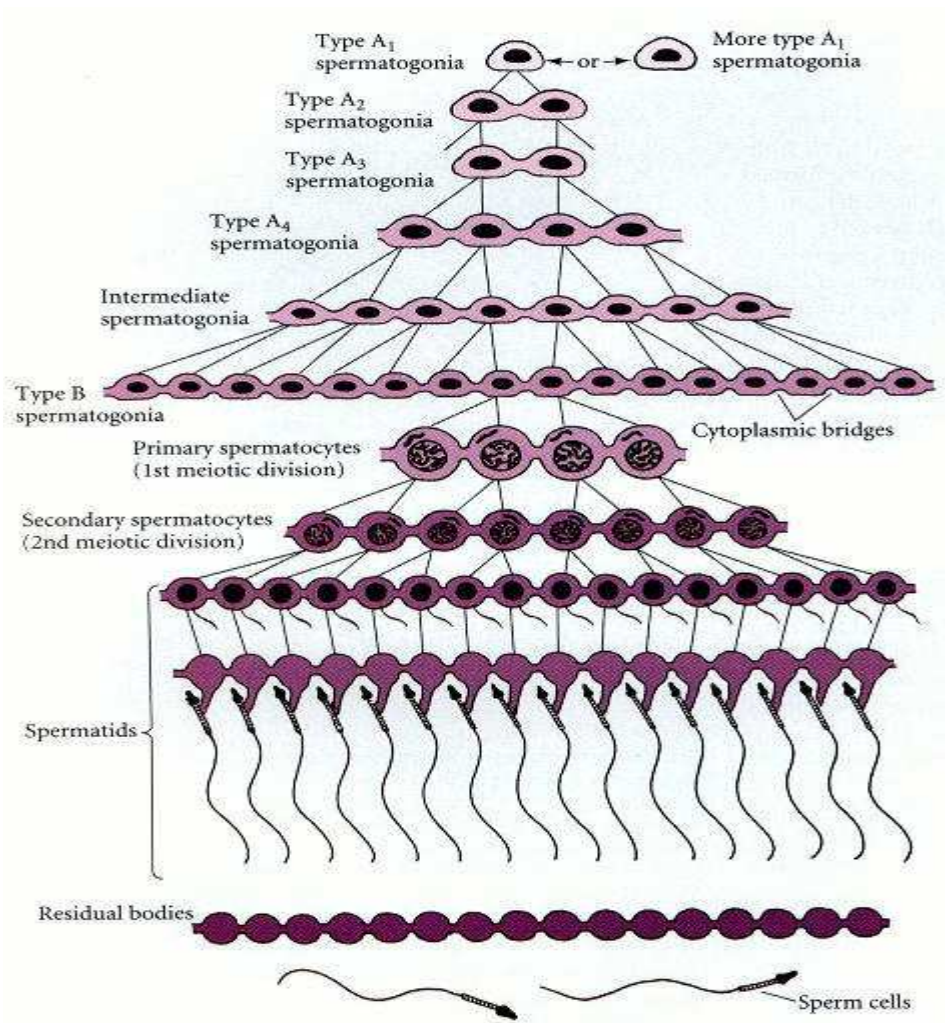 Type A₁
spermatogonia
or
More type A₁
spermatogonia
Type A₂
spermatogonia
Type A₃
spermatogonia
Type A₄
spermatogonia
Intermediate
spermatogonia
Type B
spermatogonia
Cytoplasmic bridges
Primary spermatocytes
(1st meiotic division)
Secondary spermatocytes
(2nd meiotic division)
Spermatids
Residual bodies
Sperm cells